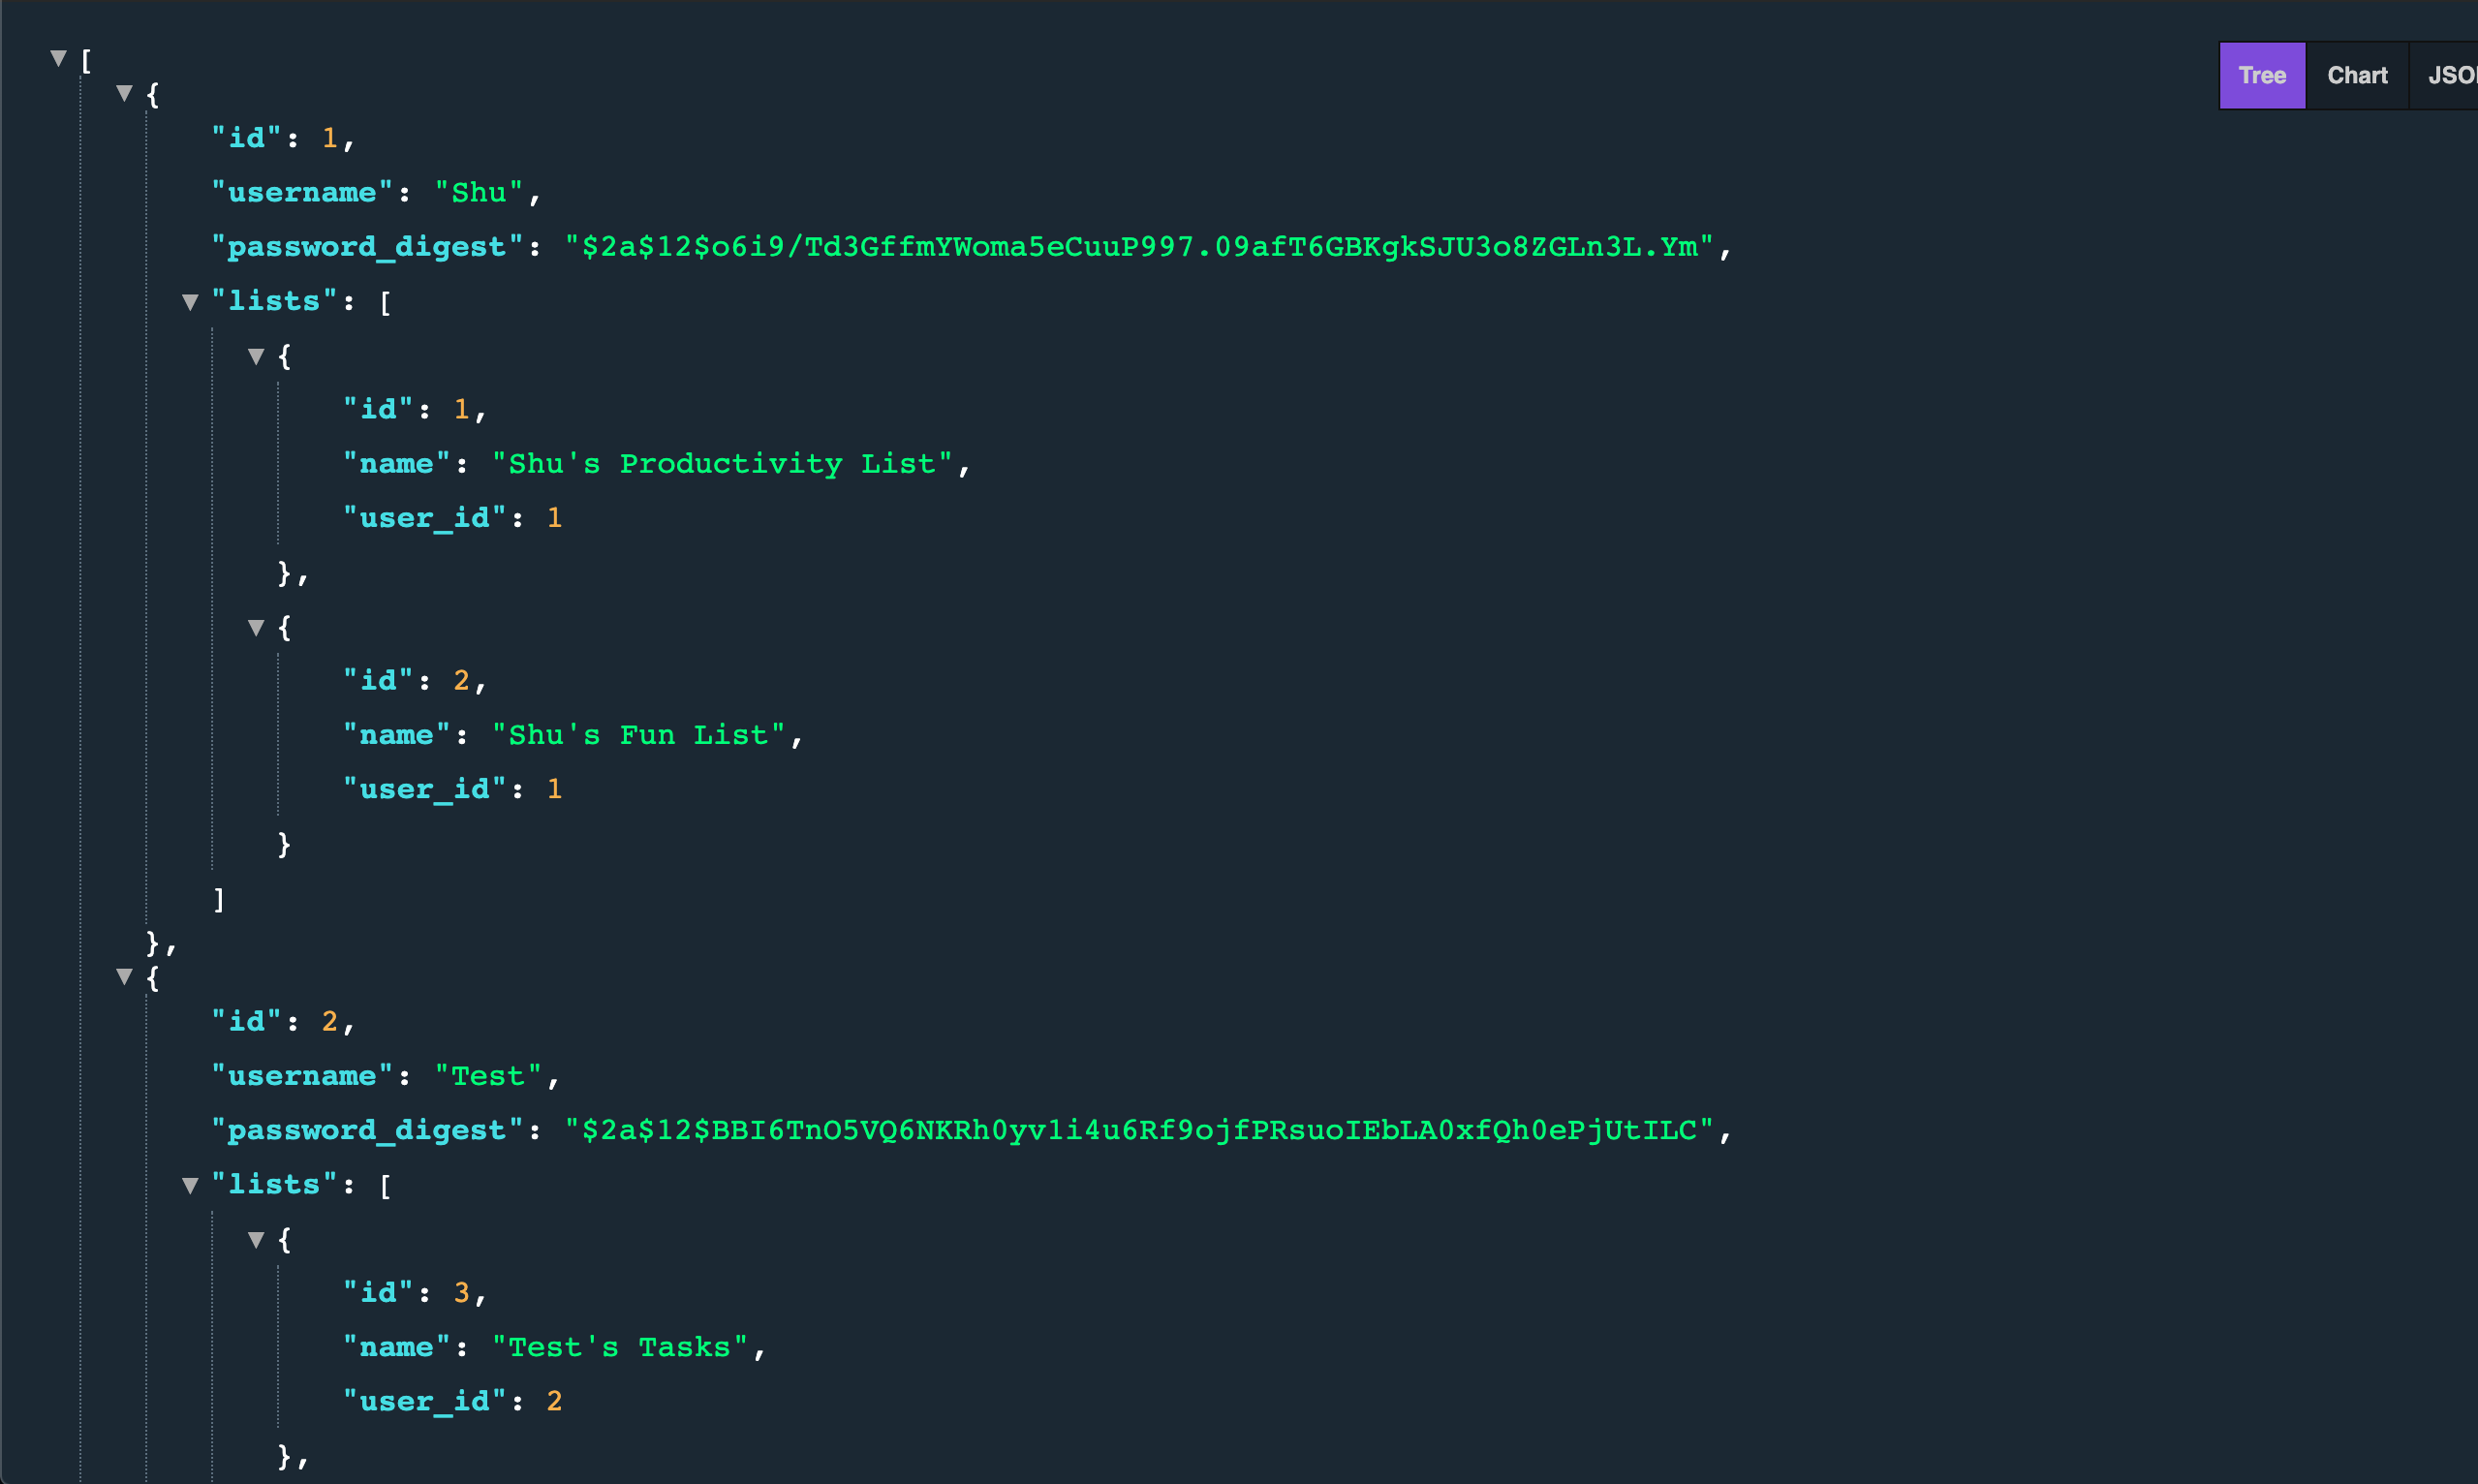 [
Tree Chart JSO
{
"id": 1,
"username": "Shu",
"password_digest": "$2a$12$o6i9/Td3GffmYWoma5eCuuP997.09afT6GBKgkSJU3o8ZGLn3L.Ym",
"lists": [
{
"id": 1,
"name": "Shu's Productivity List",
"user_id": 1
},
{
"id": 2,
"name": "Shu's Fun List",
"user_id": 1
}
]
},
{
"id": 2,
"username": "Test",
"password_digest": "$2a$12$BBI6TnO5VQ6NKRh0yv1i4u6Rf9ojfPRsuoIEbLA0xfQh0ePjUtILC",
"lists": [
{
"id": 3,
"name": "Test's Tasks",
"user_id": 2
},